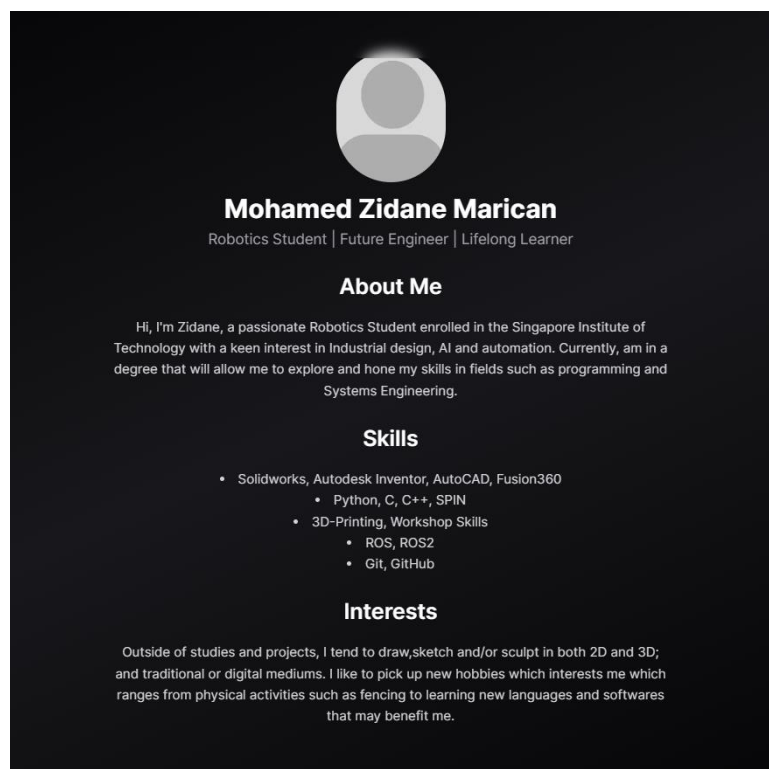 Mohamed Zidane Marican
Robotics Student | Future Engineer | Lifelong Learner
About Me
Hi, I'm Zidane, a passionate Robotics Student enrolled in the Singapore Institute of
Technology with a keen interest in Industrial design, AI and automation. Currently, am in a
degree that will allow me to explore and hone my skills in fields such as programming and
Systems Engineering.
Skills
• Solidworks, Autodesk Inventor, AutoCAD, Fusion360
• Python, C, C++, SPIN
• 3D-Printing, Workshop Skills
• ROS, ROS2
• Git, GitHub
Interests
Outside of studies and projects, I tend to draw,sketch and/or sculpt in both 2D and 3D;
and traditional or digital mediums. I like to pick up new hobbies which interests me which
ranges from physical activities such as fencing to learning new languages and softwares
that may benefit me.